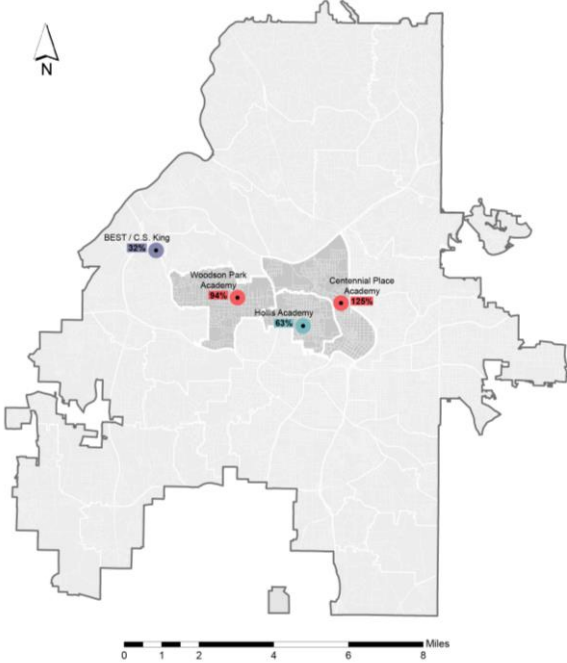 N
BEST / C.S. King
32%
Woodson Park
Academy
94%
Centennial Place
Academy
125%
Hollis Academy
63%
Miles
0 1 2 4 6 8